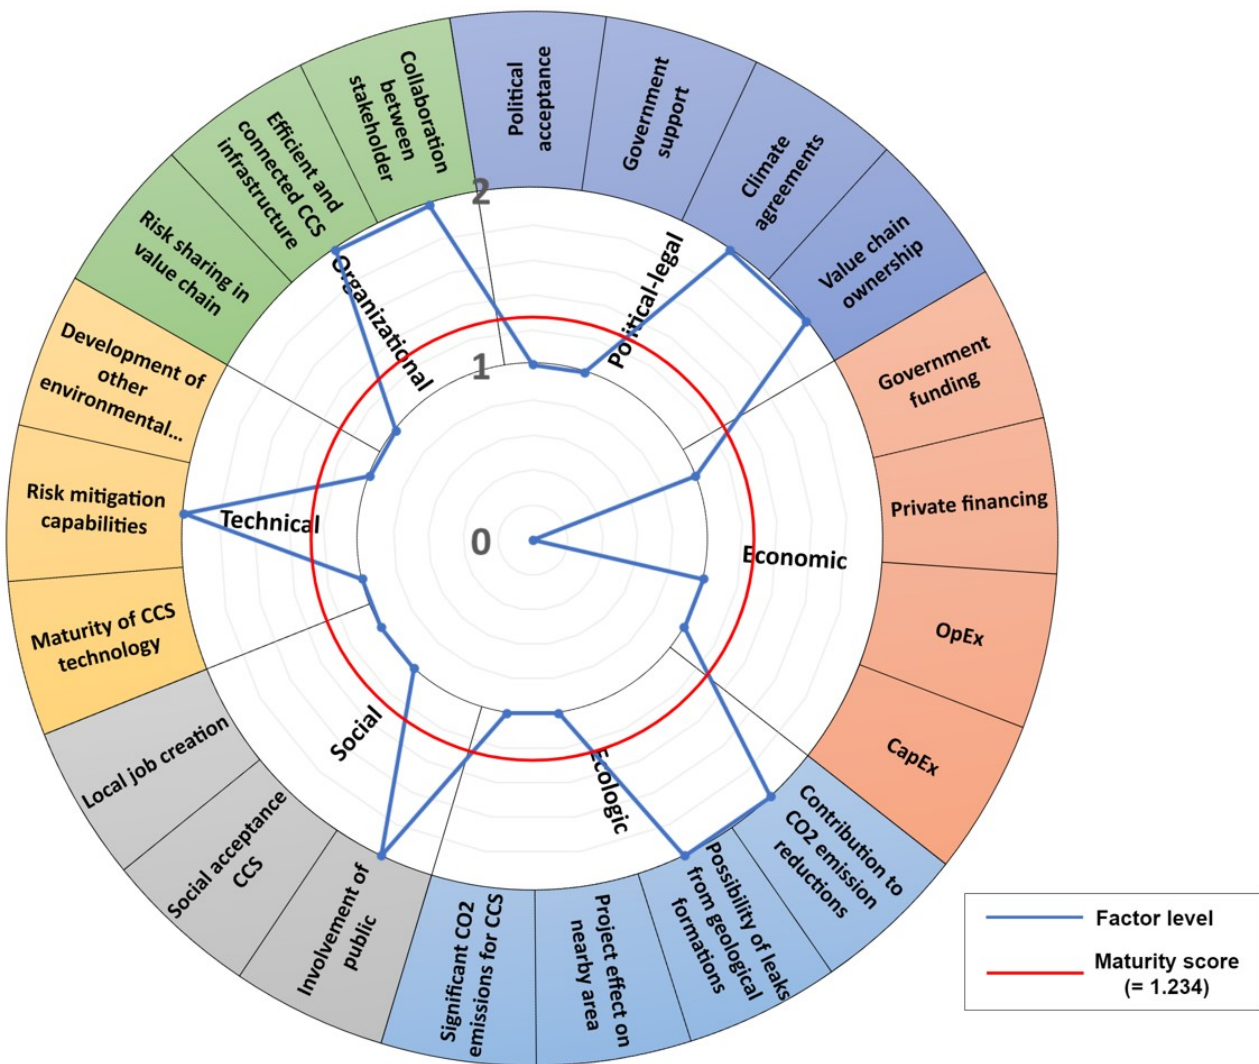 Political
acceptance
Government
support
Climate
agreements
Value chain
ownership
Government
funding
Private financing
OpEx
CapEx
Contribution to
CO2 emission
reductions
Possibility of leaks
from geological
formations
Project effect on
nearby area
Significant CO2
emissions for CCS
Involvement of
public
Social acceptance
CCS
Local job creation
Maturity of CCS
technology
Risk mitigation
capabilities
Development of
other
environmental...
Risk sharing in
value chain
Efficient and
connected CCS
infrastructure
Collaboration
between
stakeholder
Political-legal
Economic
Ecologic
Social
Technical
Organizational
2
1
0
Factor level
Maturity score
(= 1.234)